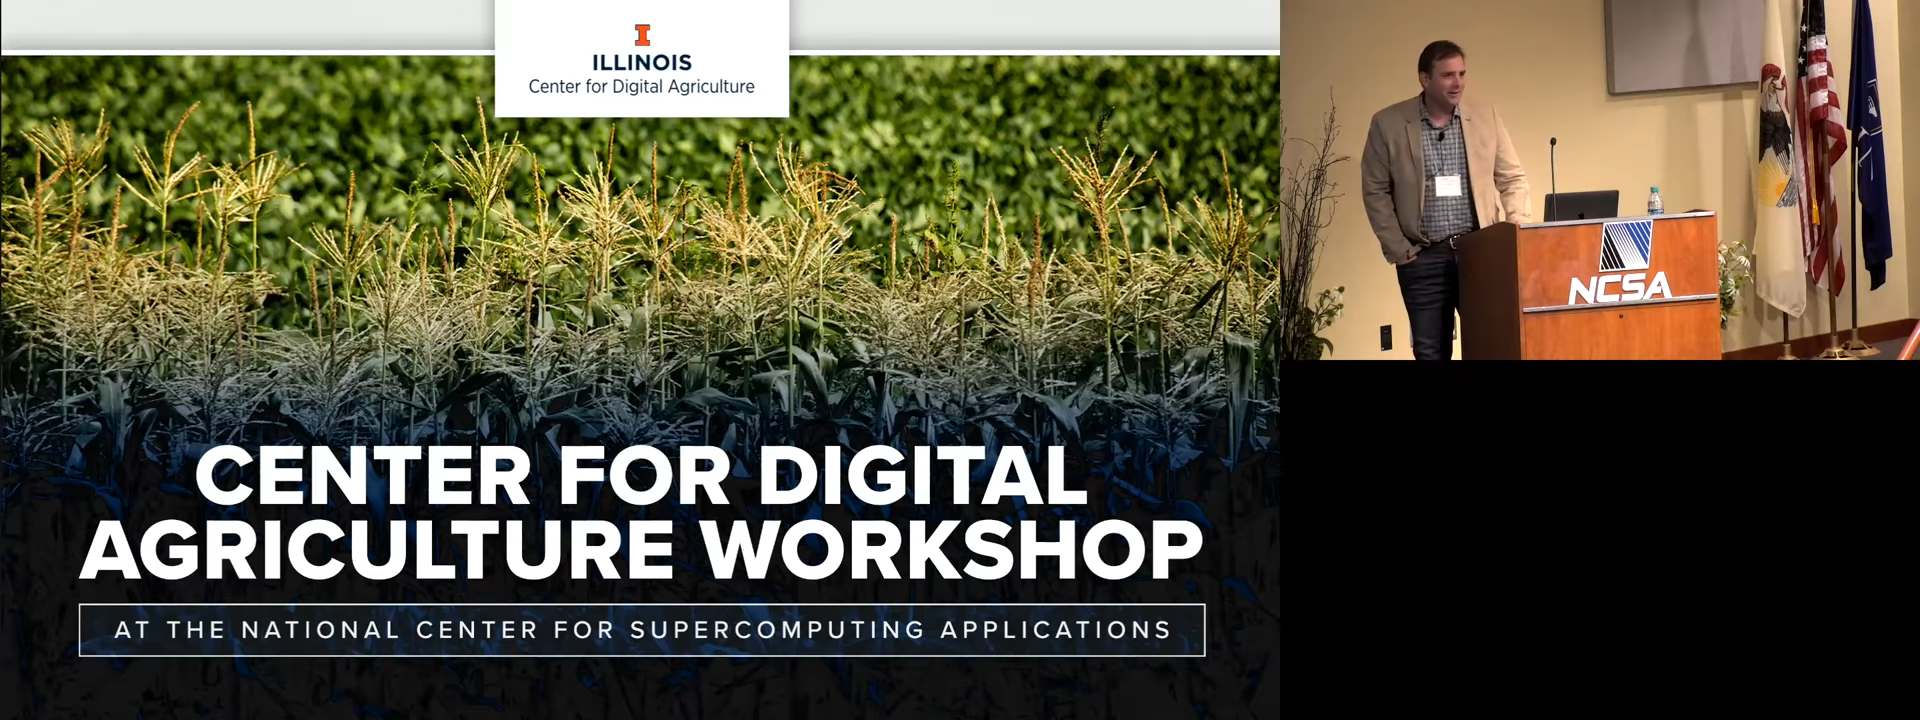 ILLINOIS
Center for Digital Agriculture
CENTER FOR DIGITAL
AGRICULTURE WORKSHOP
AT THE NATIONAL CENTER FOR SUPERCOMPUTING APPLICATIONS
NCSA